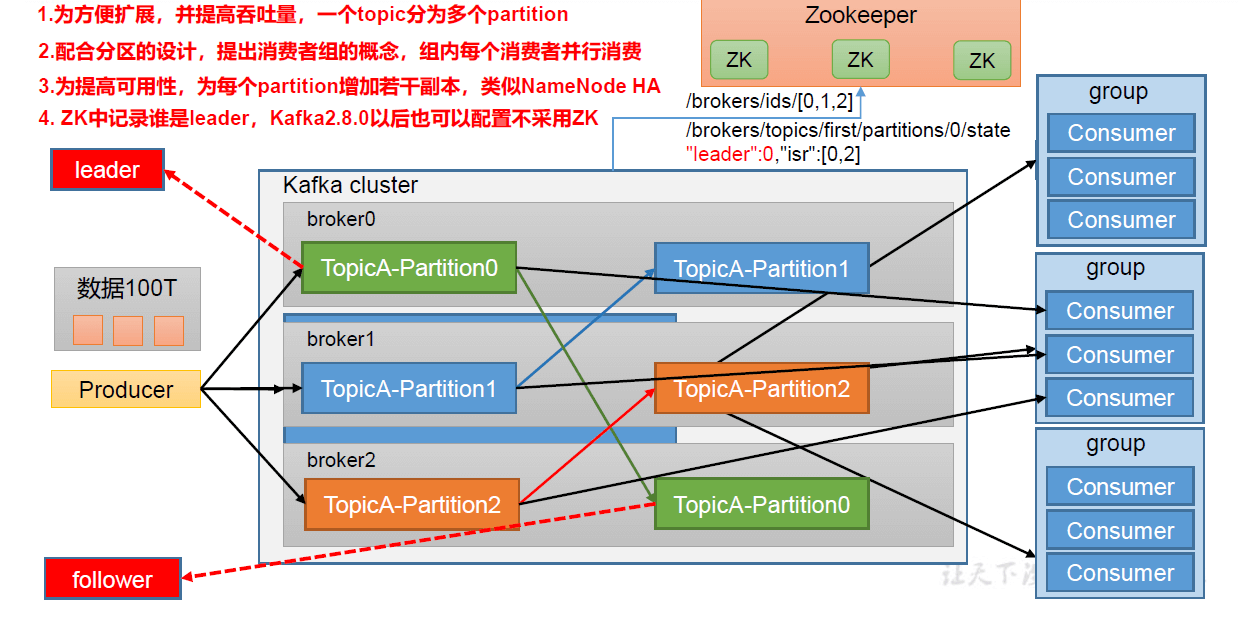 1.为方便扩展，并提高吞吐量，一个topic分为多个partition
2.配合分区的设计，提出消费者组的概念，组内每个消费者并行消费
3.为提高可用性，为每个partition增加若干副本，类似NameNode HA
4. ZK中记录谁是leader，Kafka2.8.0以后也可以配置不采用ZK
Zookeeper
ZK
ZK
ZK
/brokers/ids/[0,1,2]
/brokers/topics/first/partitions/0/state
"leader":0,"isr":[0,2]
leader
数据100T
Producer
follower
Kafka cluster
broker0
TopicA-Partition0
TopicA-Partition1
broker1
TopicA-Partition1
TopicA-Partition2
broker2
TopicA-Partition2
TopicA-Partition0
group
Consumer
Consumer
Consumer
group
Consumer
Consumer
Consumer
group
Consumer
Consumer
Consumer
让天下